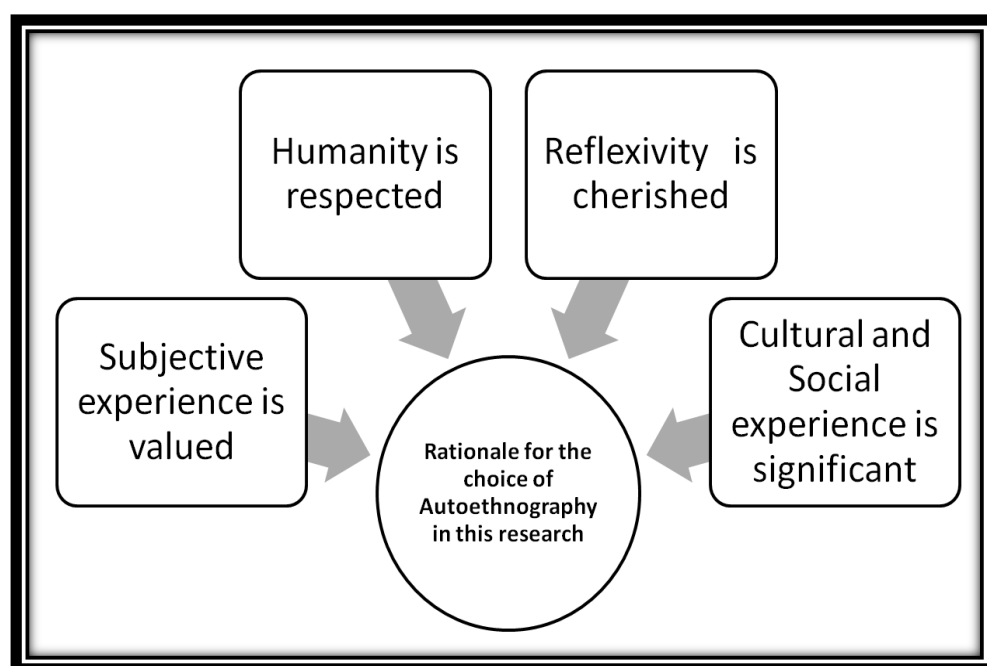 Humanity is
respected
Reflexivity is
cherished
Subjective
experience is
valued
Cultural and
Social
experience is
significant
Rationale for the
choice of
Autoethnography
in this research